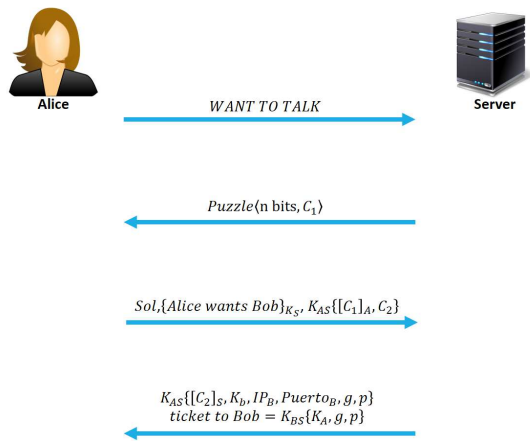 Alice
Server
WANT TO TALK
Puzzle⟨n bits, C₁⟩
Sol,{Alice wants Bob}_{K_S}, K_{AS}{[C₁]_A, C₂}
K_{AS}{[C₂]_S, K_b, IP_B, Puerto_B, g, p}
ticket to Bob = K_{BS}{K_A, g, p}